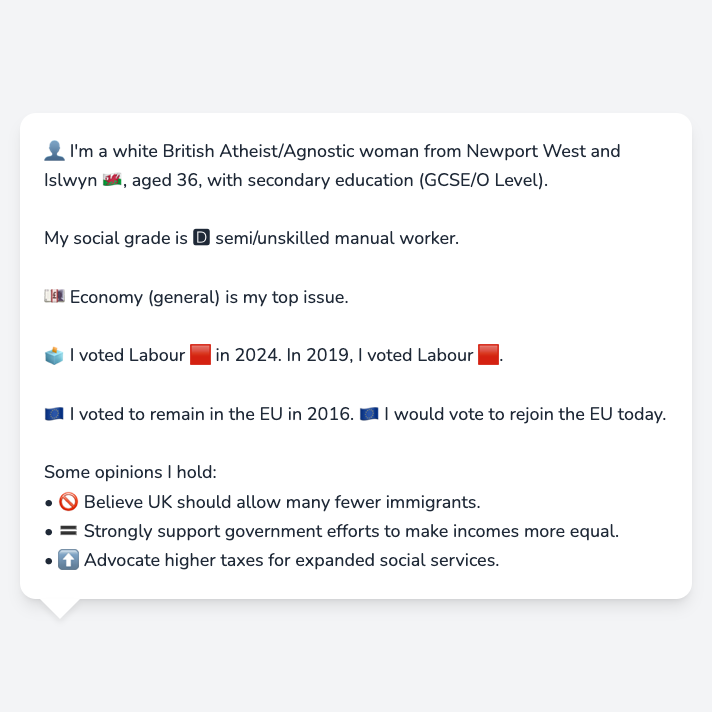 👤 I'm a white British Atheist/Agnostic woman from Newport West and
Islwyn 🏴󠁧󠁢󠁷󠁬󠁳󠁿, aged 36, with secondary education (GCSE/O Level).
My social grade is D semi/unskilled manual worker.
💷 Economy (general) is my top issue.
🗳️ I voted Labour 🟥 in 2024. In 2019, I voted Labour 🟥.
🇪🇺 I voted to remain in the EU in 2016. 🇪🇺 I would vote to rejoin the EU today.
Some opinions I hold:
• 🚫 Believe UK should allow many fewer immigrants.
• 🟰 Strongly support government efforts to make incomes more equal.
• ⬆️ Advocate higher taxes for expanded social services.